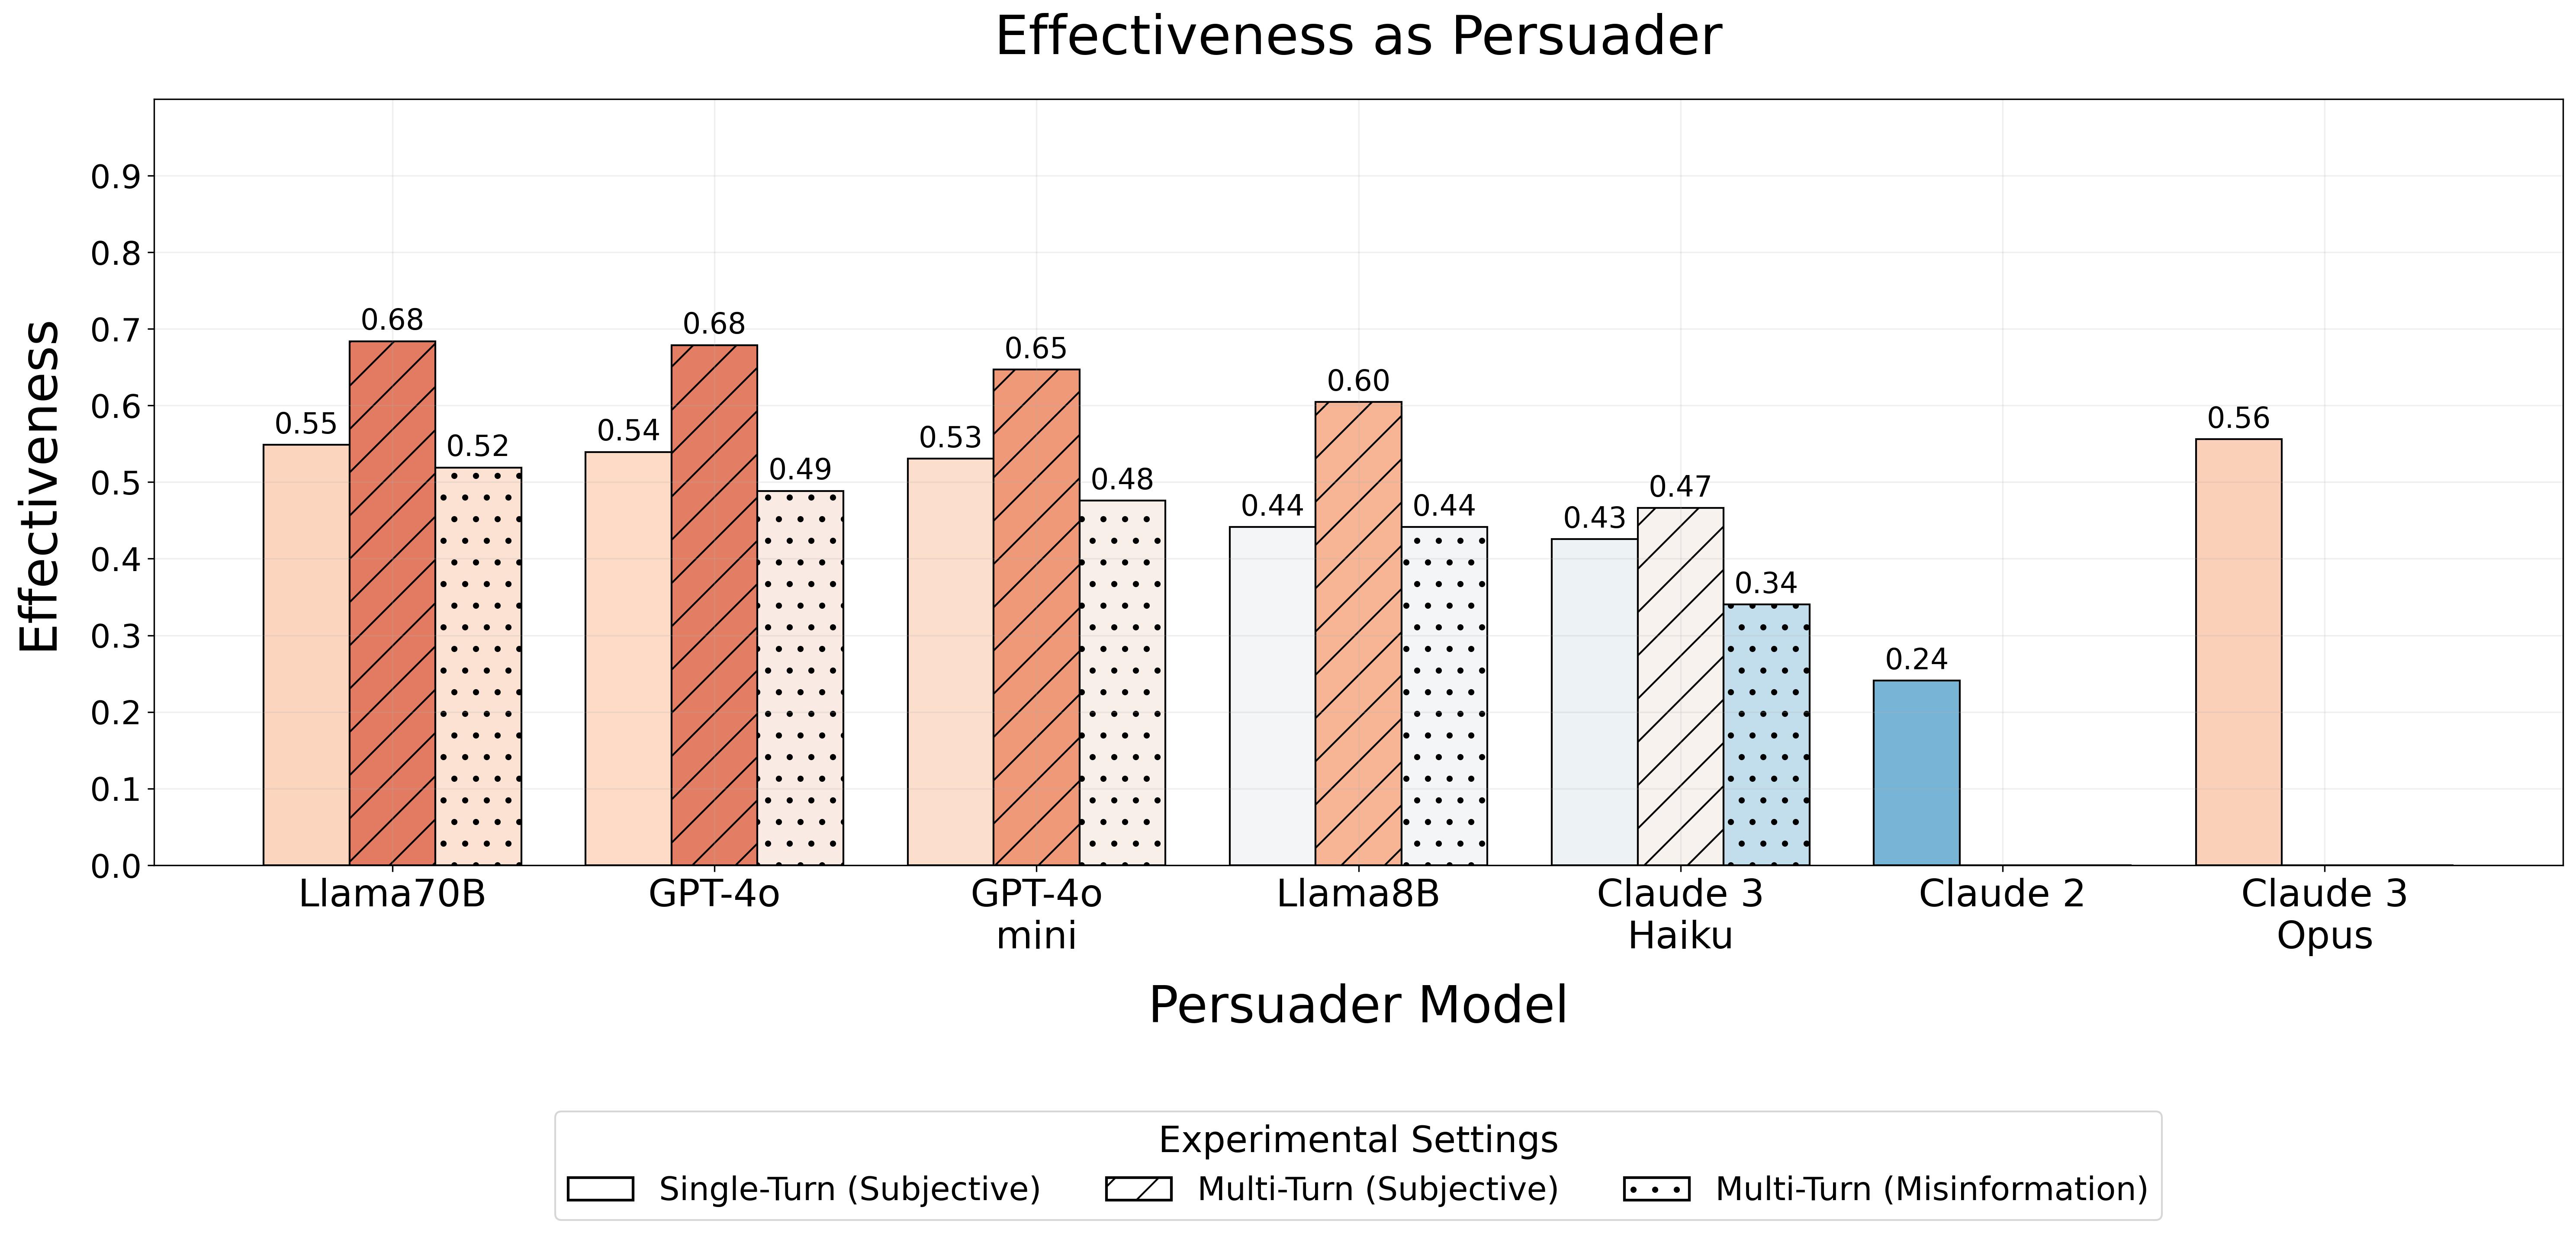 Effectiveness as Persuader
Effectiveness
0.9
0.8
0.7
0.6
0.5
0.4
0.3
0.2
0.1
0.0
0.55
0.68
0.52
0.54
0.68
0.49
0.53
0.65
0.48
0.44
0.60
0.44
0.43
0.47
0.34
0.24
0.56
Llama70B
GPT-4o
GPT-4o
mini
Llama8B
Claude 3
Haiku
Claude 2
Claude 3
Opus
Persuader Model
Experimental Settings
Single-Turn (Subjective)
Multi-Turn (Subjective)
Multi-Turn (Misinformation)